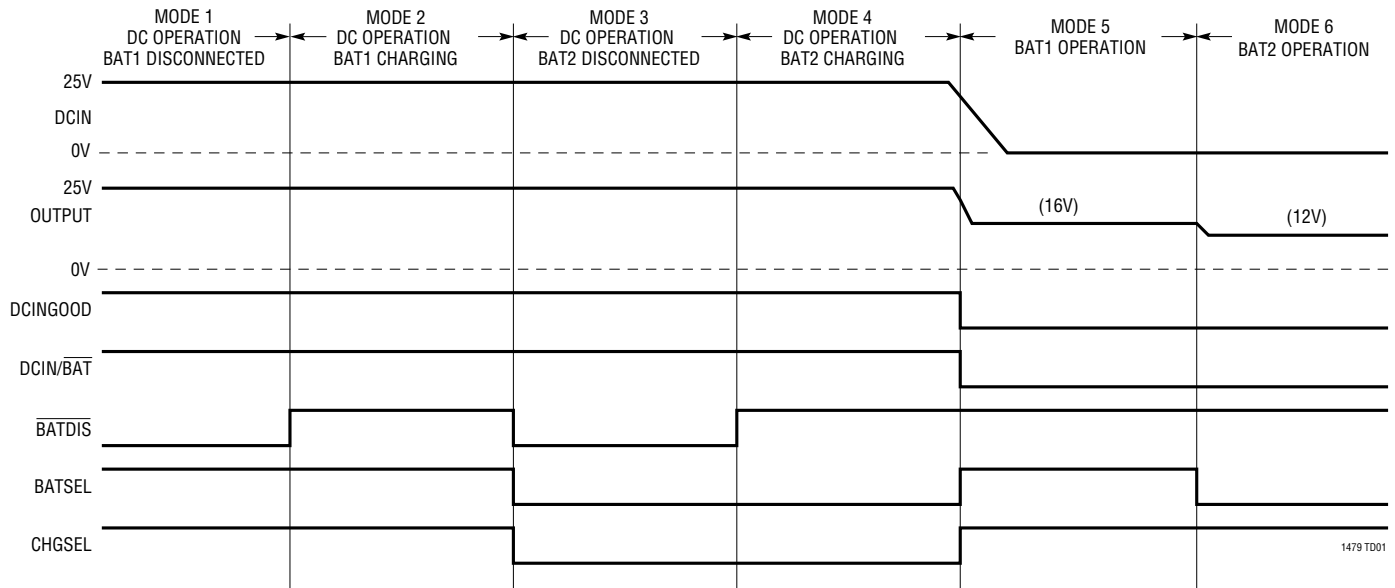 MODE 1
DC OPERATION
BAT1 DISCONNECTED
MODE 2
DC OPERATION
BAT1 CHARGING
MODE 3
DC OPERATION
BAT2 DISCONNECTED
MODE 4
DC OPERATION
BAT2 CHARGING
MODE 5
BAT1 OPERATION
MODE 6
BAT2 OPERATION
25V
DCIN
0V
25V
OUTPUT
(16V)
(12V)
0V
DCINGOOD
DCIN/B̅A̅T̅
B̅A̅T̅D̅I̅S̅
BATSEL
CHGSEL
1479 TD01